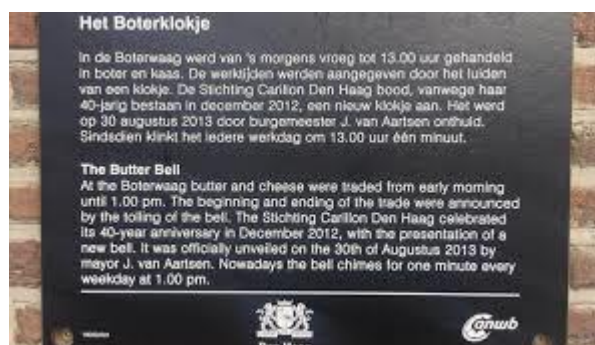 Het Boterklokje
In de Boterwaag werd van 's morgens vroeg tot 13.00 uur gehandeld
in boter en kaas. De werktijden werden aangegeven door het luiden
van een klokje. De Stichting Carillon Den Haag bood, vanwege haar
40-jarig bestaan in december 2012, een nieuw klokje aan. Het werd
op 30 augustus 2013 door burgemeester J. van Aartsen onthuld.
Sindsdien klinkt het iedere werkdag om 13.00 uur één minuut.
The Butter Bell
At the Boterwaag butter and cheese were traded from early morning
until 1.00 pm. The beginning and ending of the trade were announced
by the tolling of the bell. The Stichting Carillon Den Haag celebrated
its 40-year anniversary in December 2012, with the presentation of a
new bell. It was officially unveiled on the 30th of Augustus 2013 by
mayor J. van Aartsen. Nowadays the bell chimes for one minute every
weekday at 1.00 pm.
Den Haag
anwb